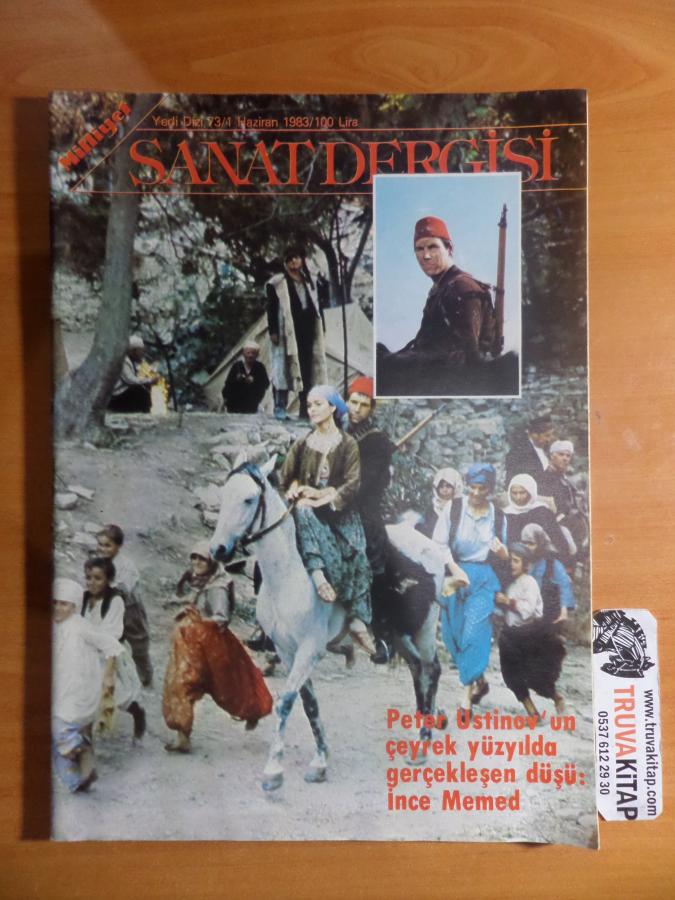 Milliyet
Yedi Dizi 73/1 Haziran 1983/100 Lira
SANAT DERGİSİ
Peter Ustinov'un
çeyrek yüzyılda
gerçekleşen düşü:
İnce Memed
www.truvakitap.com
TRUVAKİTAP
0537 612 29 30